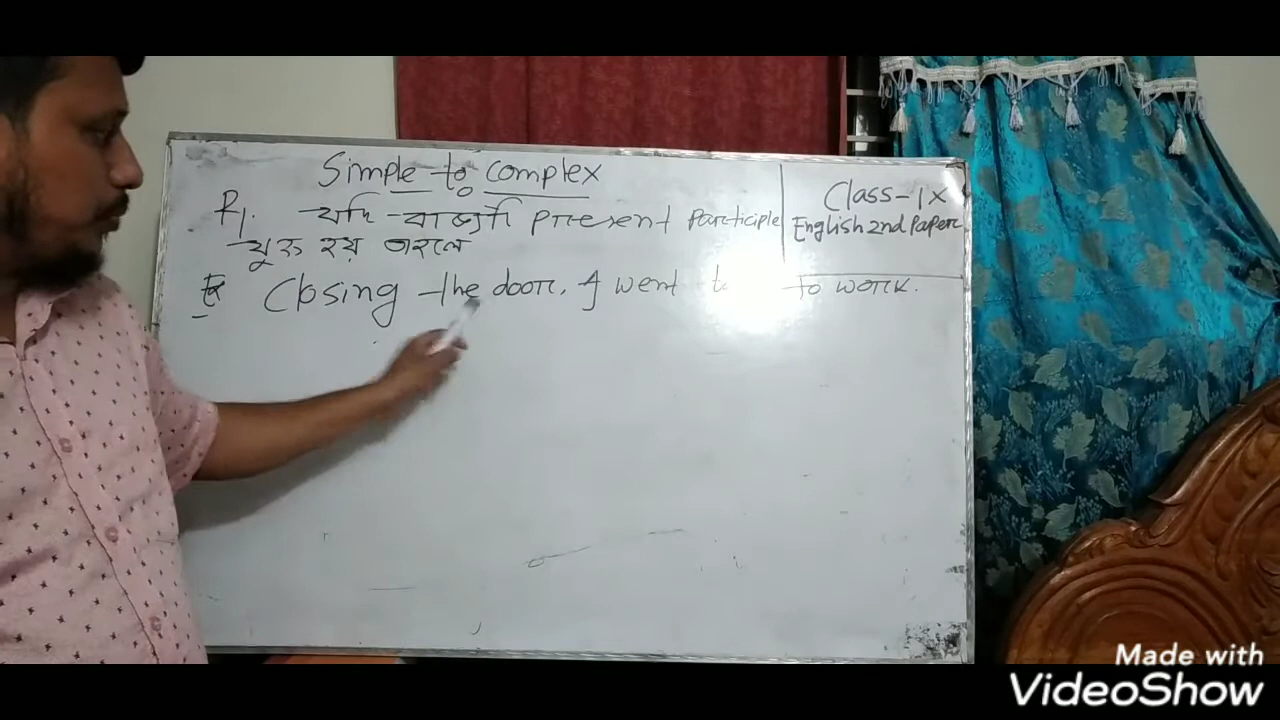 Simple to complex
R1. যদি বাক্যটি present participle
যুক্ত হয় তাহলে
Ex Closing the door, I went to work.
Class-IX
English 2nd Paper
Made with
VideoShow